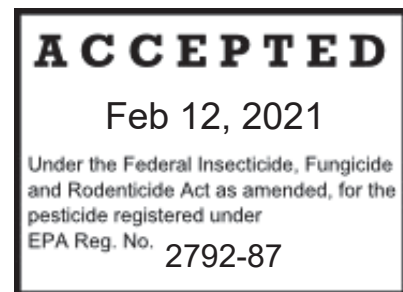 ACCEPTED
Feb 12, 2021
Under the Federal Insecticide, Fungicide
and Rodenticide Act as amended, for the
pesticide registered under
EPA Reg. No. 2792-87